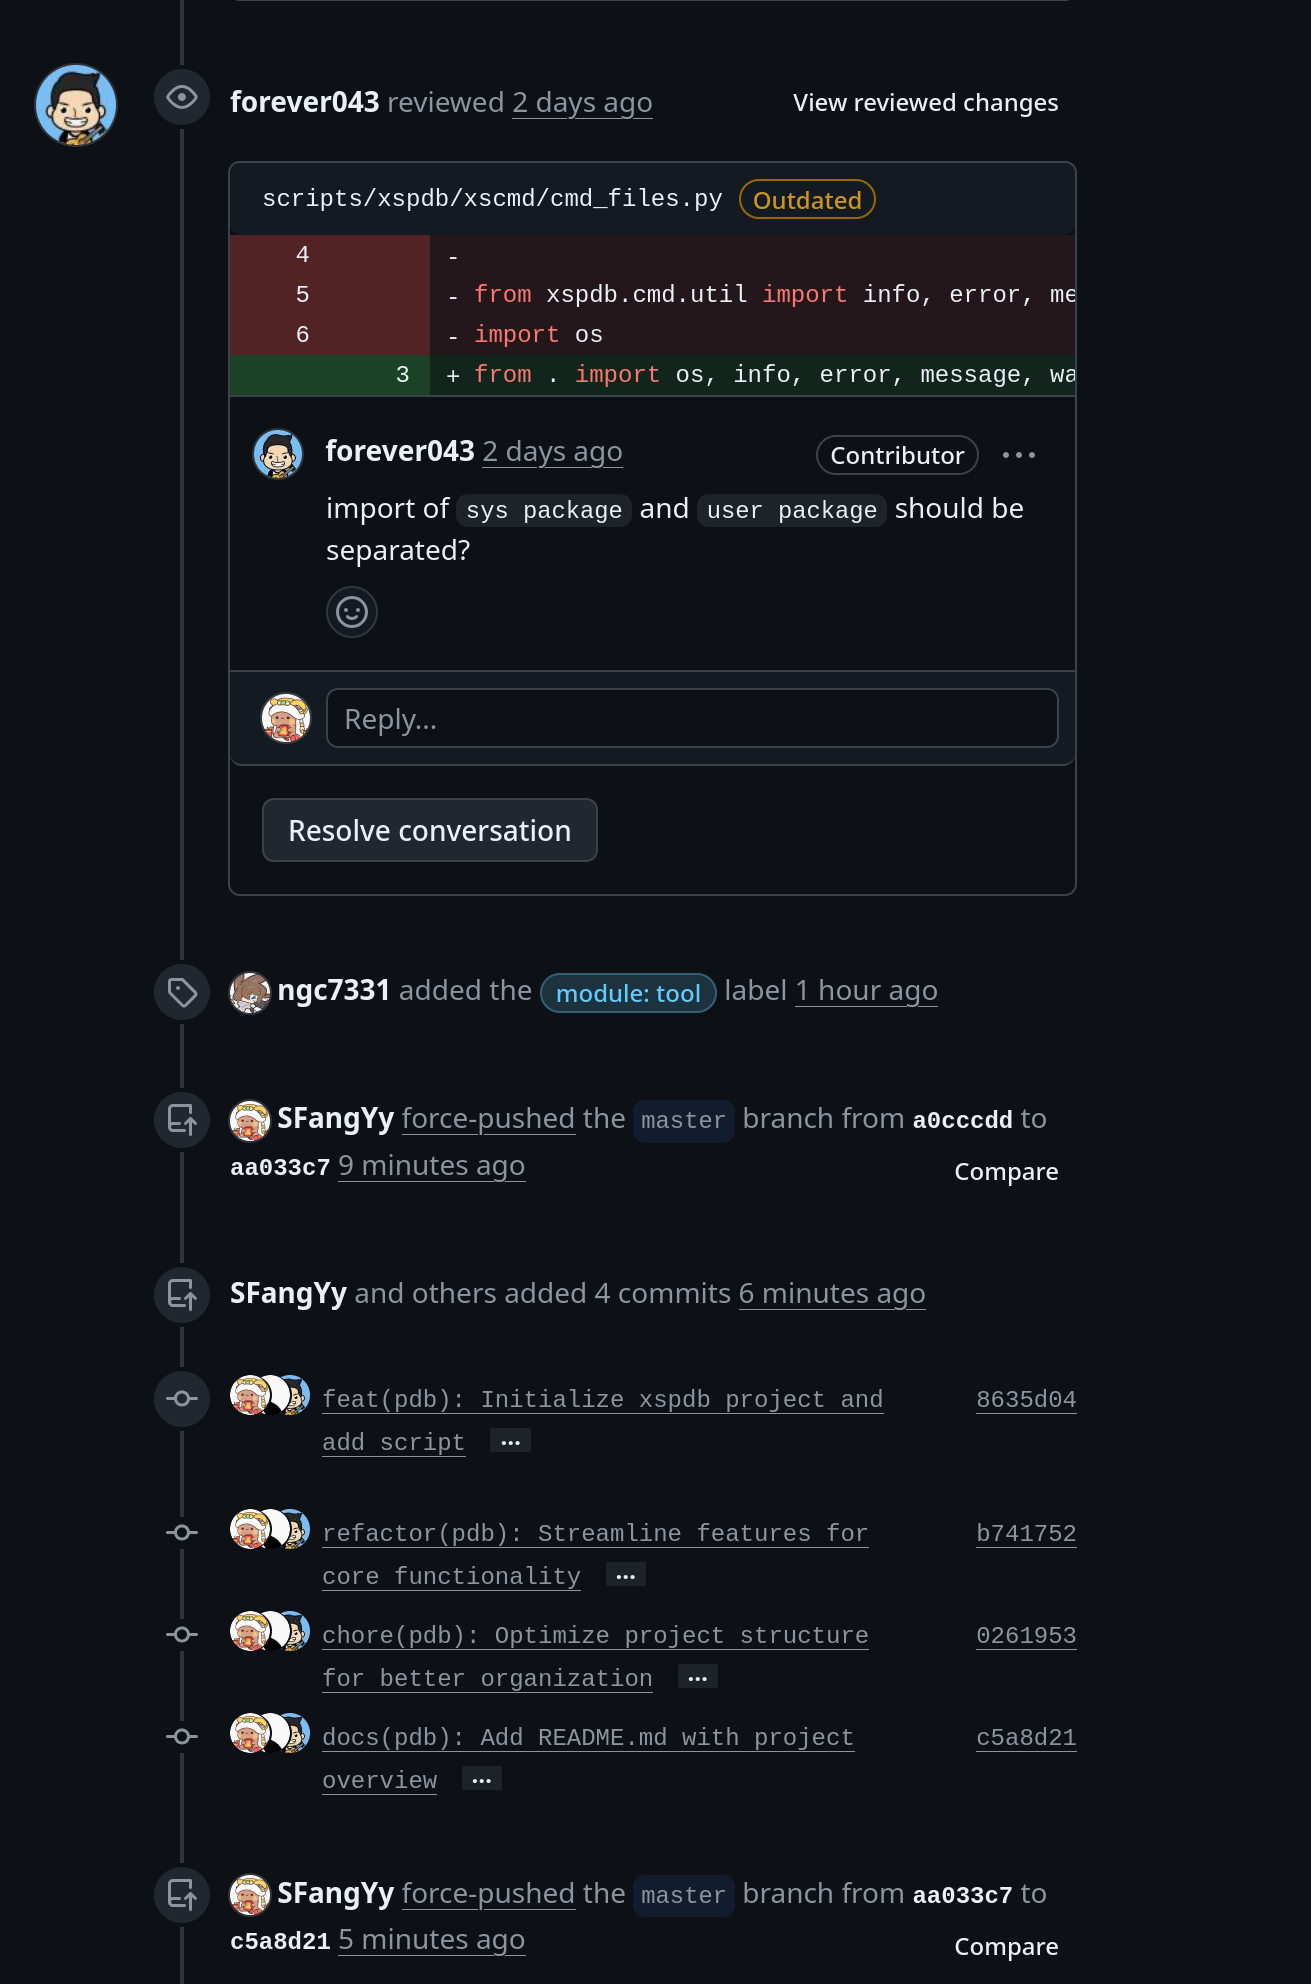 forever043 reviewed 2 days ago View reviewed changes
scripts/xspdb/xscmd/cmd_files.py Outdated
4 -
5 - from xspdb.cmd.util import info, error, me
6 - import os
3 + from . import os, info, error, message, wa
forever043 2 days ago Contributor ...
import of sys package and user package should be
separated?
Reply...
Resolve conversation
ngc7331 added the module: tool label 1 hour ago
SFangYy force-pushed the master branch from a0cccdd to
aa033c7 9 minutes ago Compare
SFangYy and others added 4 commits 6 minutes ago
feat(pdb): Initialize xspdb project and 8635d04
add script ...
refactor(pdb): Streamline features for b741752
core functionality ...
chore(pdb): Optimize project structure 0261953
for better organization ...
docs(pdb): Add README.md with project c5a8d21
overview ...
SFangYy force-pushed the master branch from aa033c7 to
c5a8d21 5 minutes ago Compare